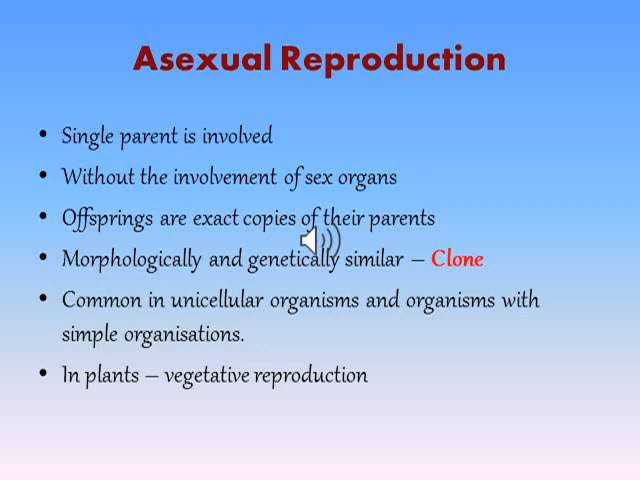 Asexual Reproduction
• Single parent is involved
• Without the involvement of sex organs
• Offsprings are exact copies of their parents
• Morphologically and genetically similar – Clone
• Common in unicellular organisms and organisms with
simple organisations.
• In plants – vegetative reproduction